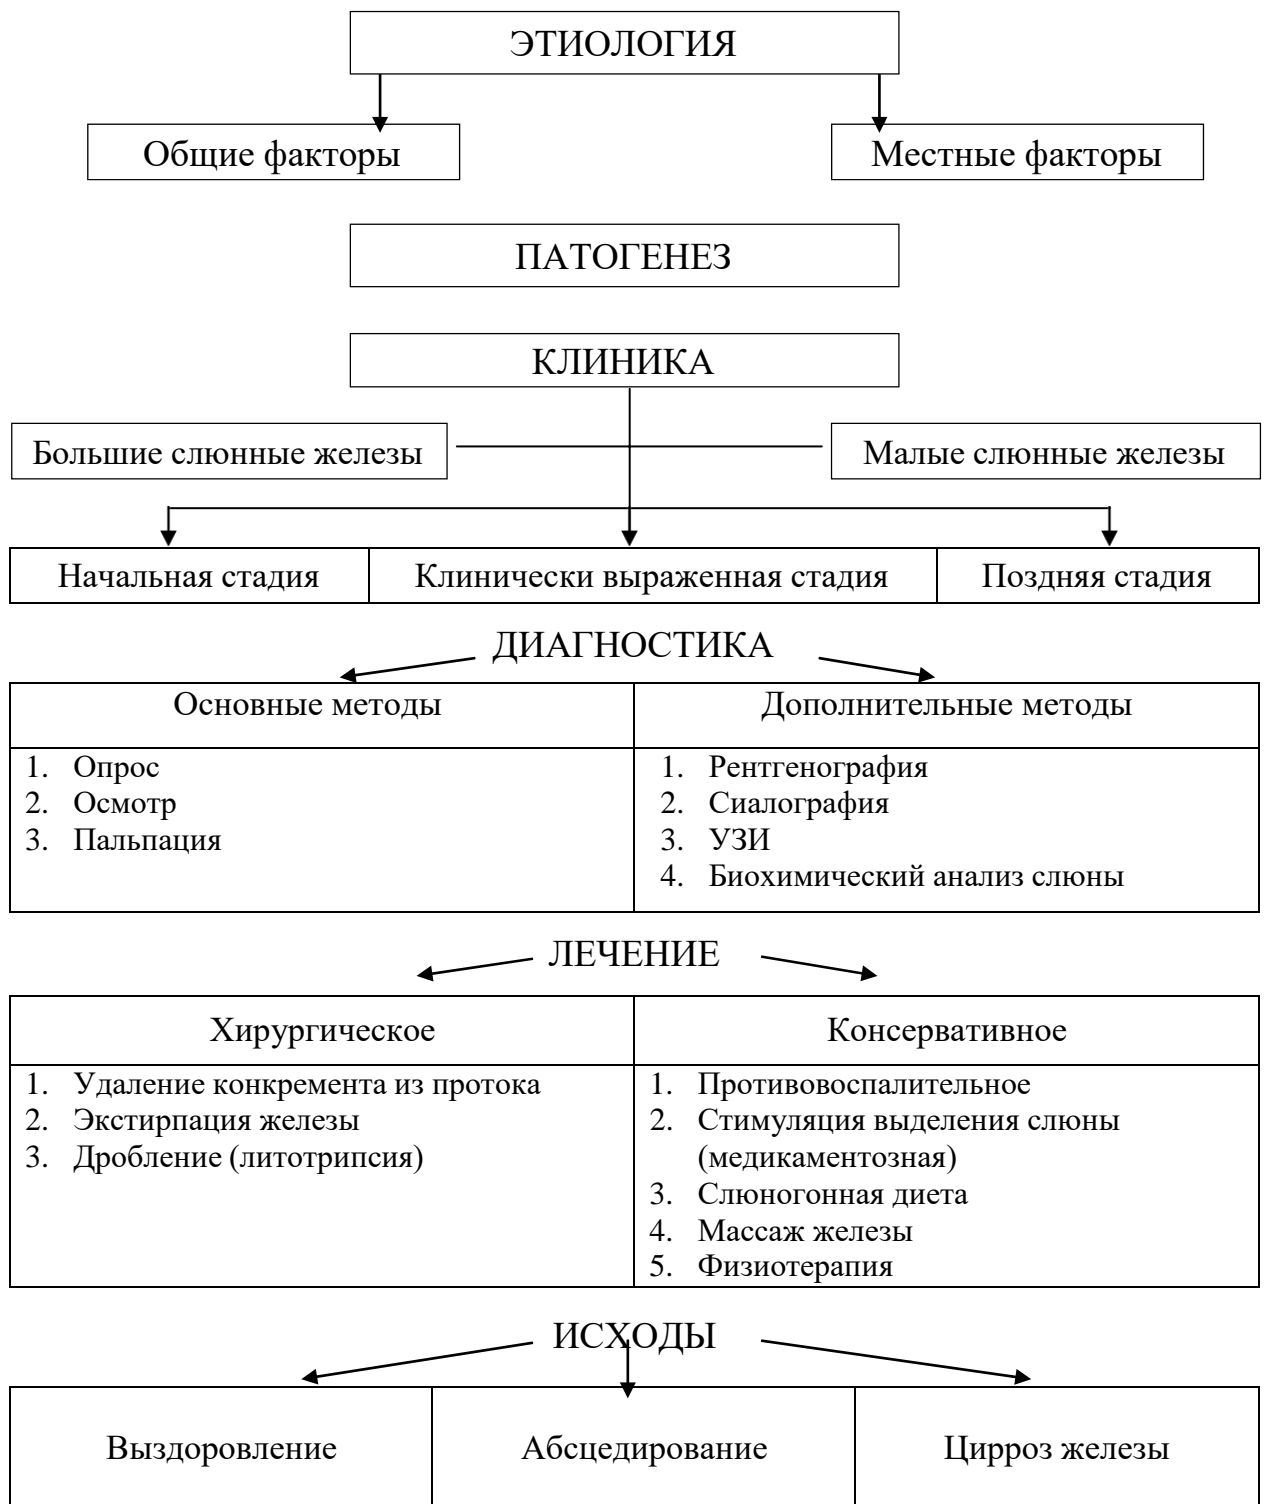 ЭТИОЛОГИЯ
Общие факторы
Местные факторы
ПАТОГЕНЕЗ
КЛИНИКА
Большие слюнные железы
Малые слюнные железы
Начальная стадия
Клинически выраженная стадия
Поздняя стадия
ДИАГНОСТИКА
Основные методы
Дополнительные методы
1. Опрос
2. Осмотр
3. Пальпация
1. Рентгенография
2. Сиалография
3. УЗИ
4. Биохимический анализ слюны
ЛЕЧЕНИЕ
Хирургическое
Консервативное
1. Удаление конкремента из протока
2. Экстирпация железы
3. Дробление (литотрипсия)
1. Противовоспалительное
2. Стимуляция выделения слюны
(медикаментозная)
3. Слюногонная диета
4. Массаж железы
5. Физиотерапия
ИСХОДЫ
Выздоровление
Абсцедирование
Цирроз железы